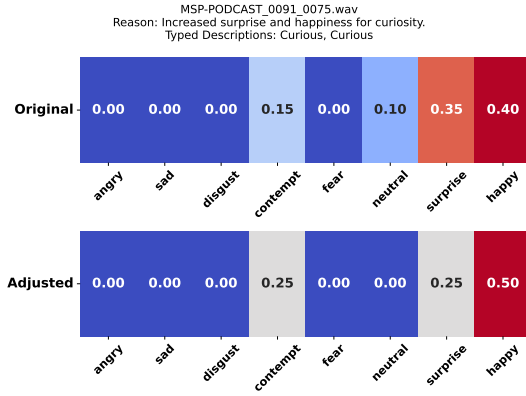 MSP-PODCAST_0091_0075.wav
Reason: Increased surprise and happiness for curiosity.
Typed Descriptions: Curious, Curious
Original
0.00 0.00 0.00 0.15 0.00 0.10 0.35 0.40
angry sad disgust contempt fear neutral surprise happy
Adjusted
0.00 0.00 0.00 0.25 0.00 0.00 0.25 0.50
angry sad disgust contempt fear neutral surprise happy